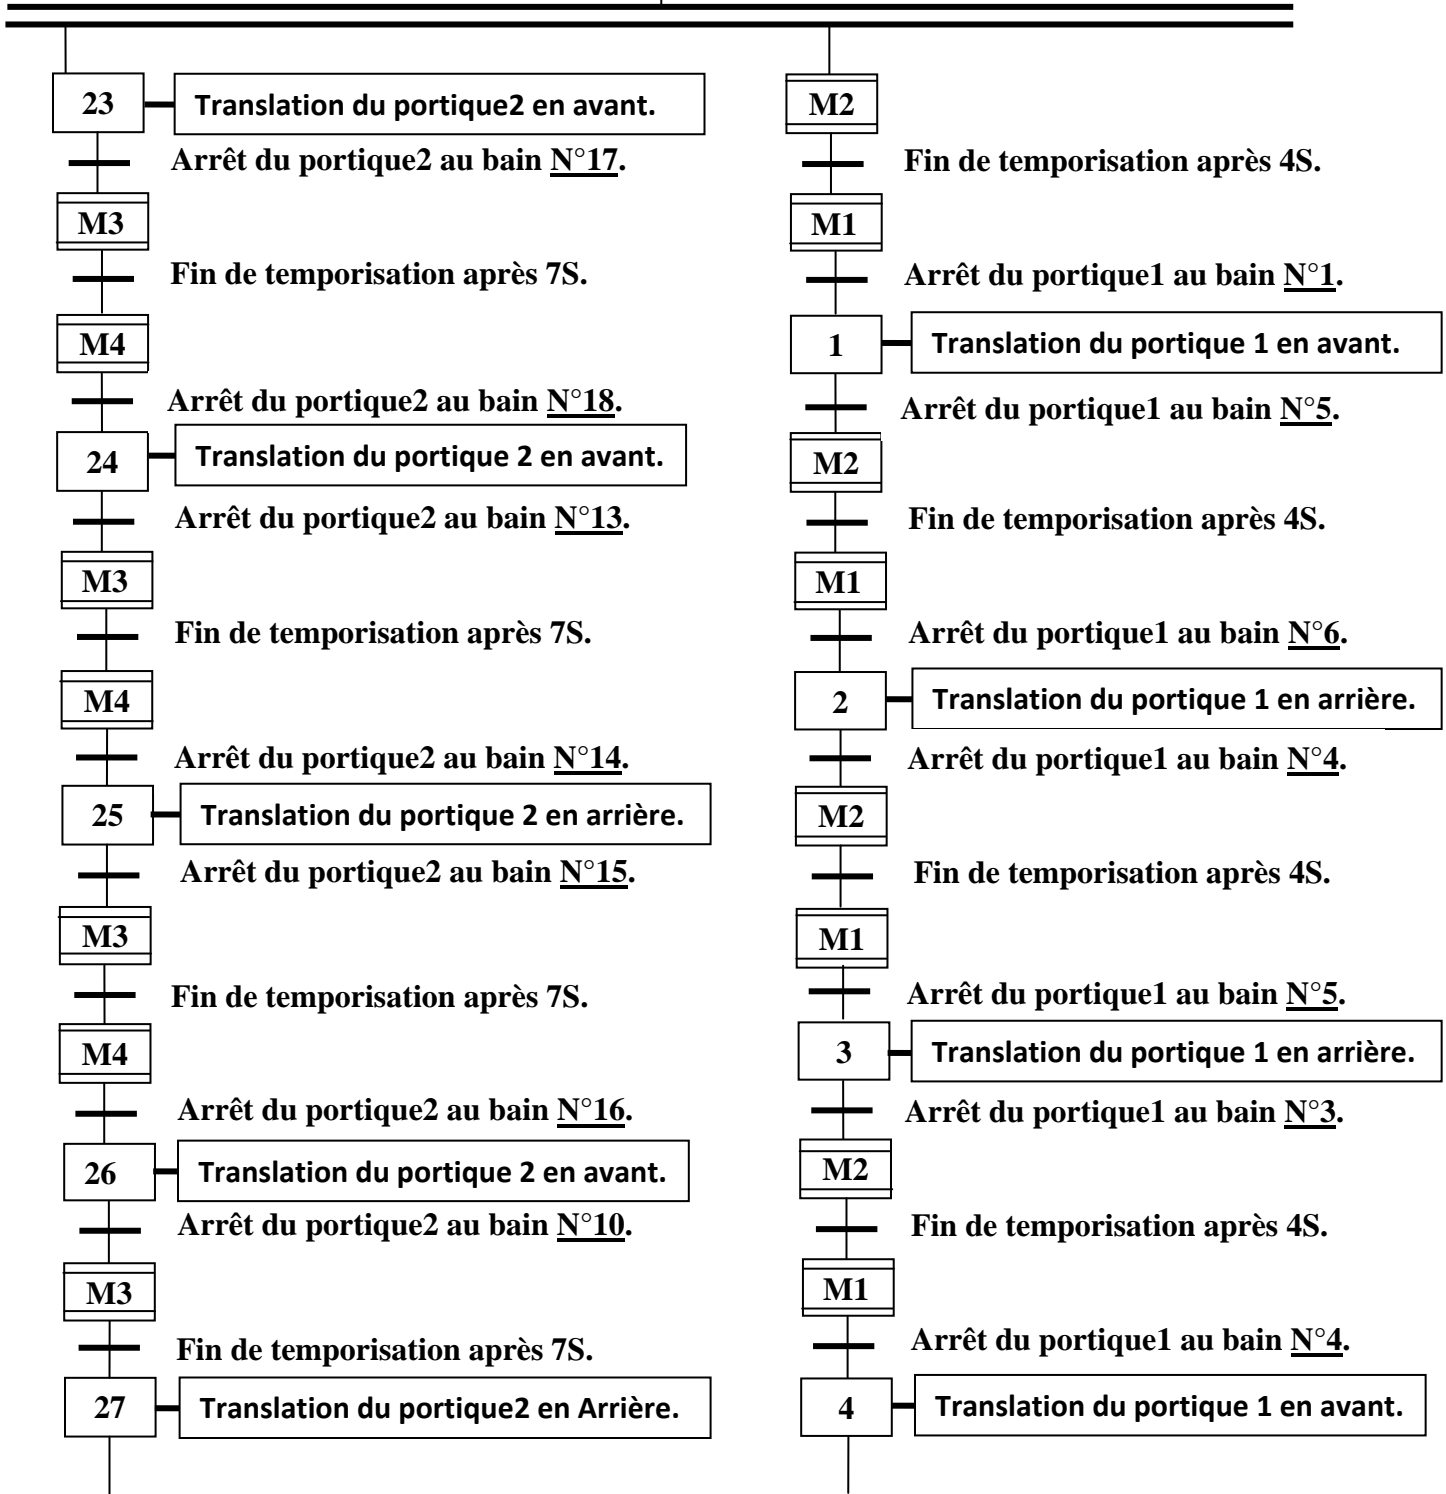 23
Translation du portique2 en avant.
Arrêt du portique2 au bain N°17.
M3
Fin de temporisation après 7S.
M4
Arrêt du portique2 au bain N°18.
24
Translation du portique 2 en avant.
Arrêt du portique2 au bain N°13.
M3
Fin de temporisation après 7S.
M4
Arrêt du portique2 au bain N°14.
25
Translation du portique 2 en arrière.
Arrêt du portique2 au bain N°15.
M3
Fin de temporisation après 7S.
M4
Arrêt du portique2 au bain N°16.
26
Translation du portique 2 en avant.
Arrêt du portique2 au bain N°10.
M3
Fin de temporisation après 7S.
27
Translation du portique2 en Arrière.
M2
Fin de temporisation après 4S.
M1
Arrêt du portique1 au bain N°1.
1
Translation du portique 1 en avant.
Arrêt du portique1 au bain N°5.
M2
Fin de temporisation après 4S.
M1
Arrêt du portique1 au bain N°6.
2
Translation du portique 1 en arrière.
Arrêt du portique1 au bain N°4.
M2
Fin de temporisation après 4S.
M1
Arrêt du portique1 au bain N°5.
3
Translation du portique 1 en arrière.
Arrêt du portique1 au bain N°3.
M2
Fin de temporisation après 4S.
M1
Arrêt du portique1 au bain N°4.
4
Translation du portique 1 en avant.